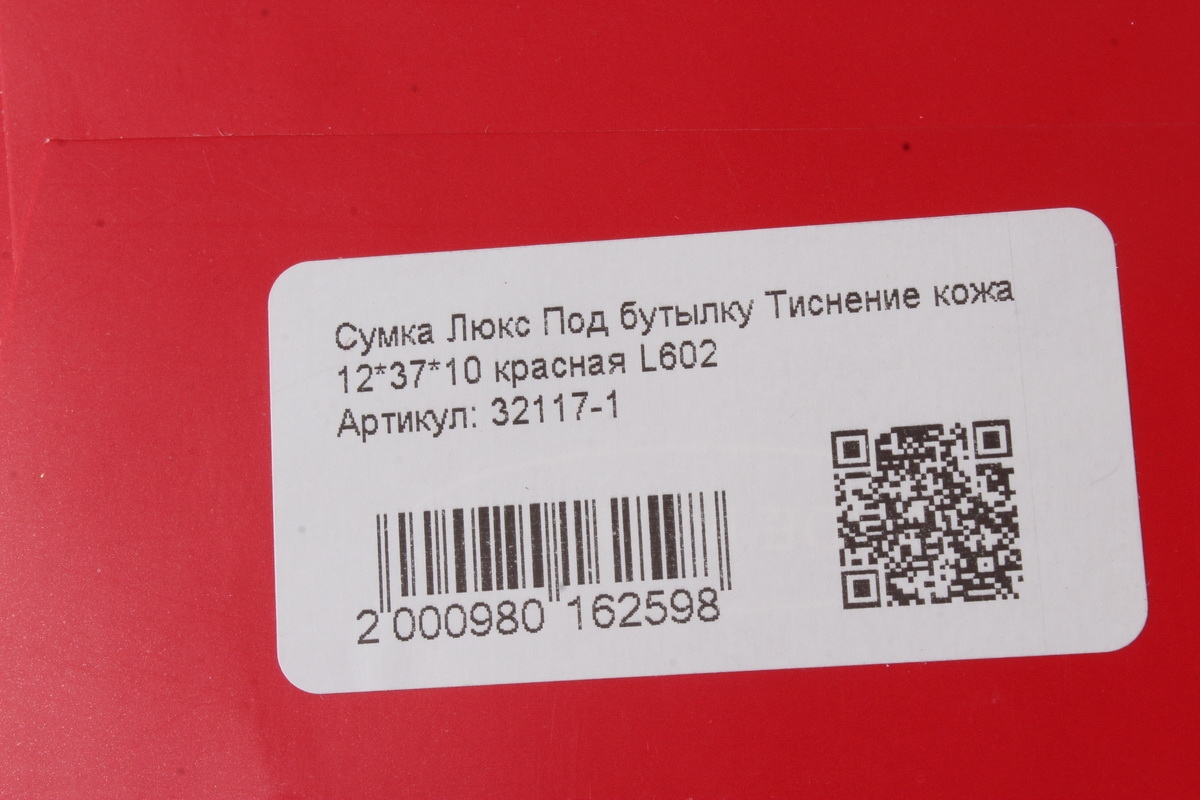 Сумка Люкс Под бутылку Тиснение кожа
12*37*10 красная L602
Артикул: 32117-1
2 000980 162598